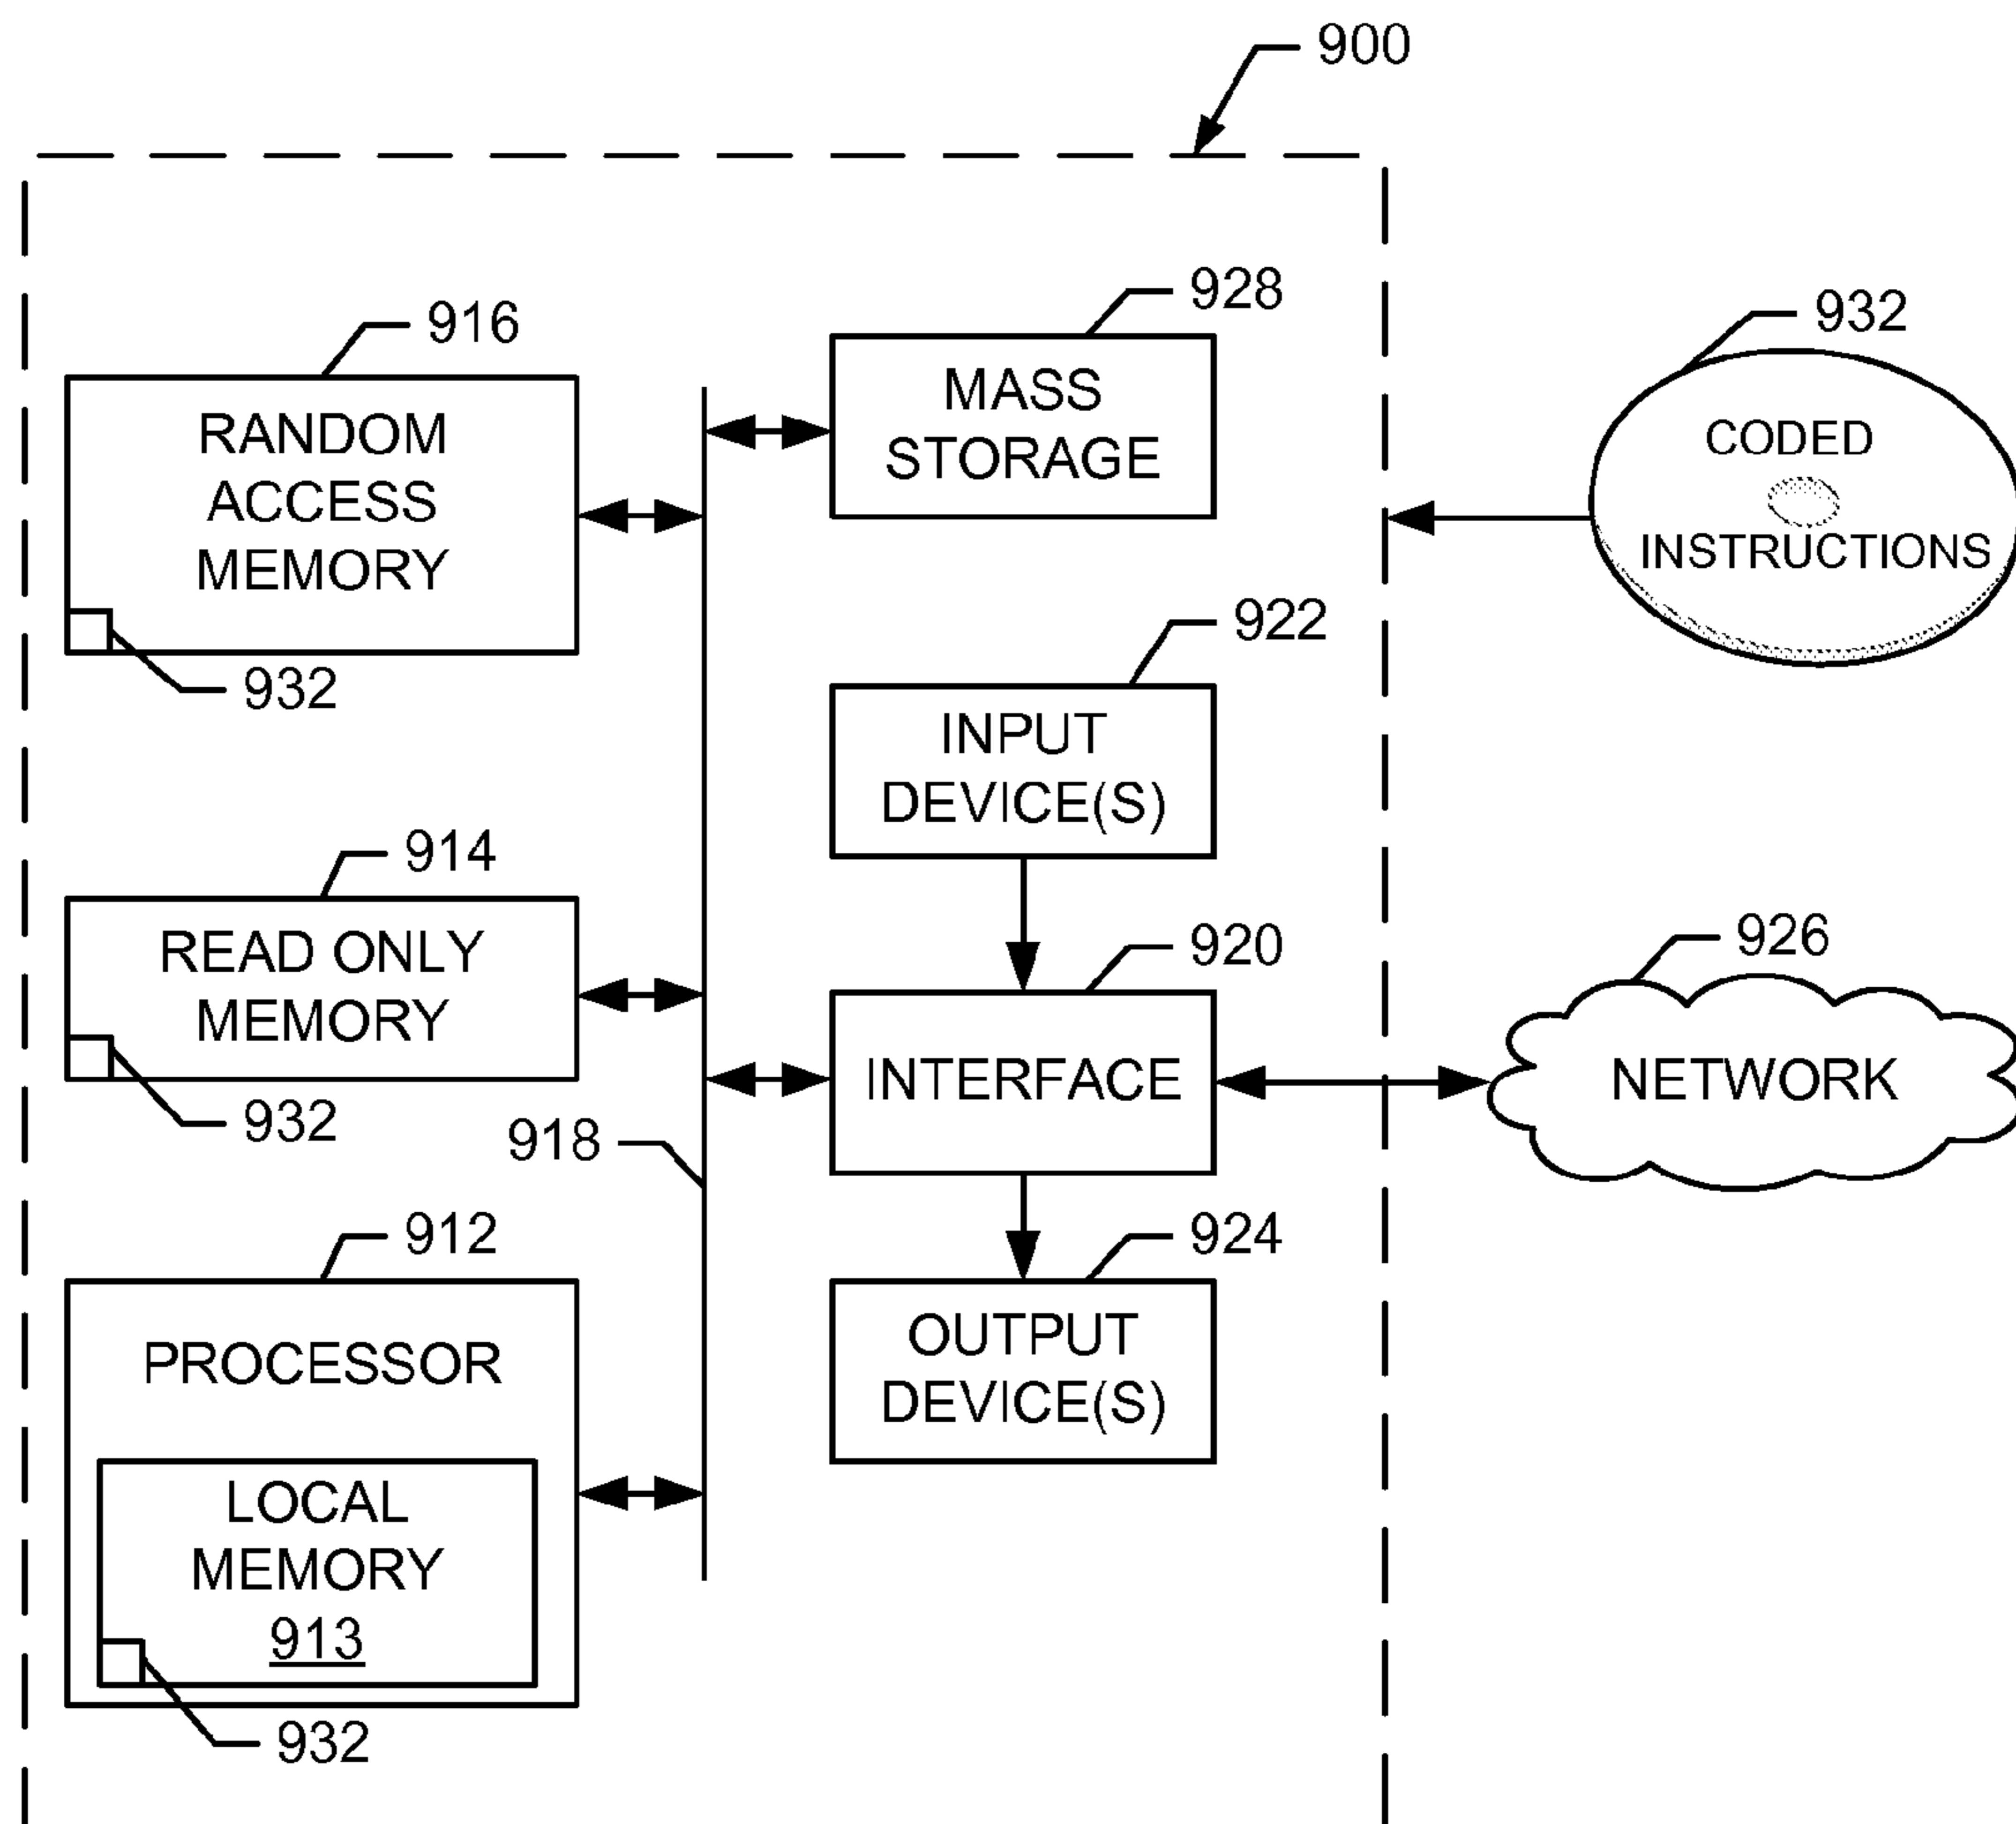 900
916
928
932
RANDOM
ACCESS
MEMORY
932
MASS
STORAGE
CODED
INSTRUCTIONS
922
INPUT
DEVICE(S)
914
READ ONLY
MEMORY
932
918
920
INTERFACE
926
NETWORK
912
PROCESSOR
LOCAL
MEMORY
913
932
924
OUTPUT
DEVICE(S)